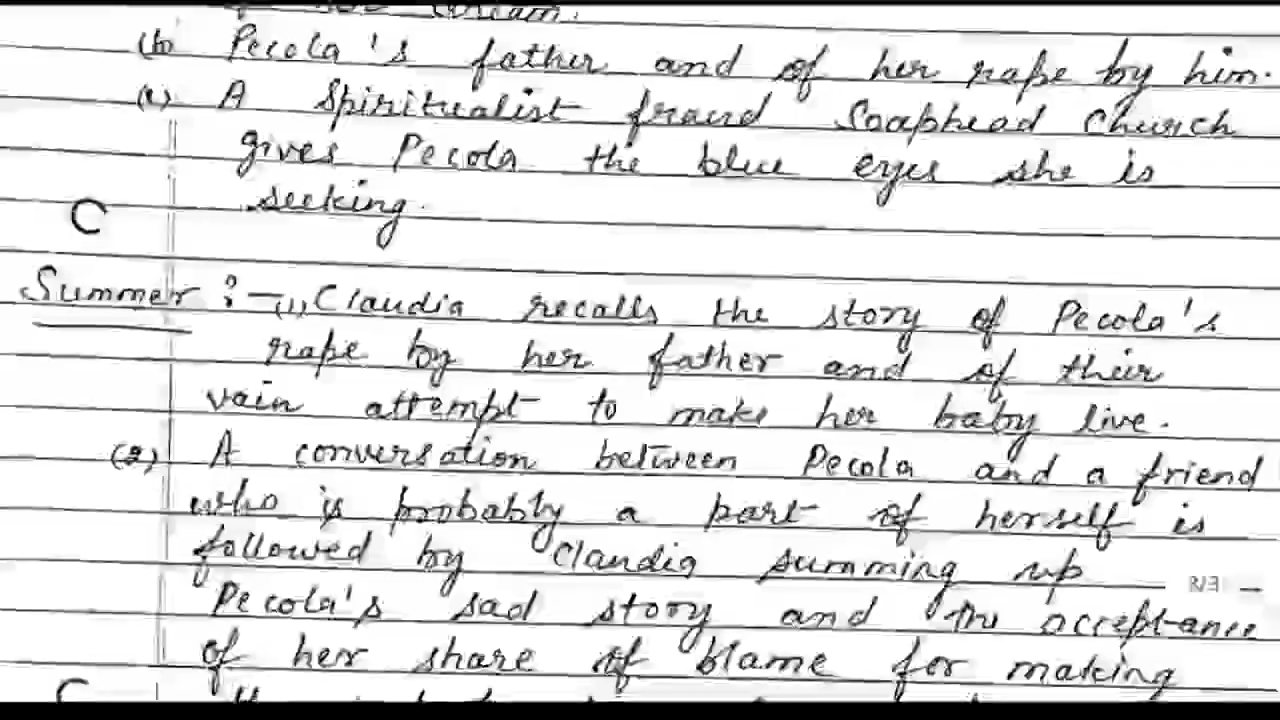 (b) Pecola's father and of her rape by him.
(c) A Spiritualist fraud Soaphead Church
gives Pecola the blue eyes she is
seeking.
C
Summer :- (1) Claudia recalls the story of Pecola's
rape by her father and of their
vain attempt to make her baby live.
(2) A conversation between Pecola and a friend
who is probably a part of herself is
followed by Claudia summing up
Pecola's sad story and the acceptance
of her share of blame for making